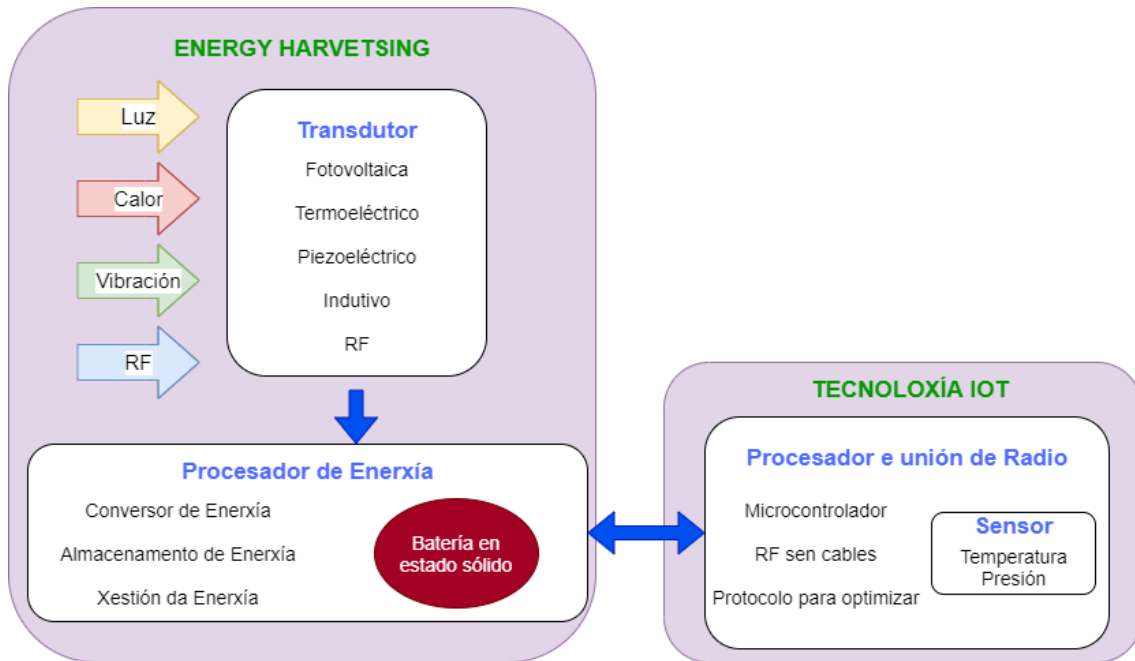 ENERGY HARVETSING
Luz
Calor
Vibración
RF
Transdutor
Fotovoltaica
Termoeléctrico
Piezoeléctrico
Indutivo
RF
Procesador de Enerxía
Conversor de Enerxía
Almacenamento de Enerxía
Xestión da Enerxía
Batería en
estado sólido
TECNOLOXÍA IOT
Procesador e unión de Radio
Microcontrolador
RF sen cables
Protocolo para optimizar
Sensor
Temperatura
Presión